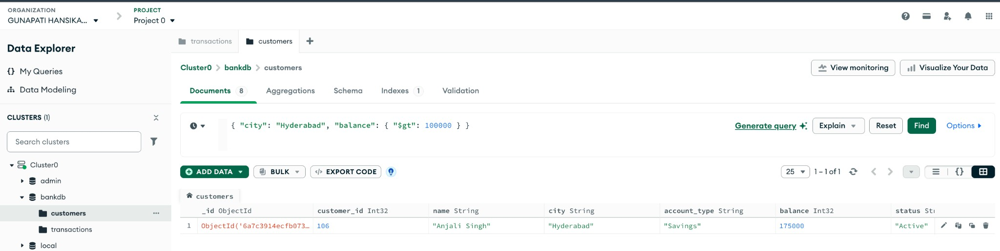 ORGANIZATION
GUNAPATI HANSIKA...
PROJECT
Project 0
Data Explorer
My Queries
Data Modeling
CLUSTERS (1)
Search clusters
Cluster0
admin
bankdb
customers
transactions
local
transactions
customers
Cluster0 > bankdb > customers
View monitoring
Visualize Your Data
Documents 8
Aggregations
Schema
Indexes 1
Validation
{ "city": "Hyderabad", "balance": { "$gt": 100000 } }
Generate query
Explain
Reset
Find
Options
ADD DATA
BULK
EXPORT CODE
25
1 – 1 of 1
customers
_id ObjectId customer_id Int32 name String city String account_type String balance Int32 status Str
1 ObjectId('6a7c3914ecfb073… 106 "Anjali Singh" "Hyderabad" "Savings" 175000 "Active"